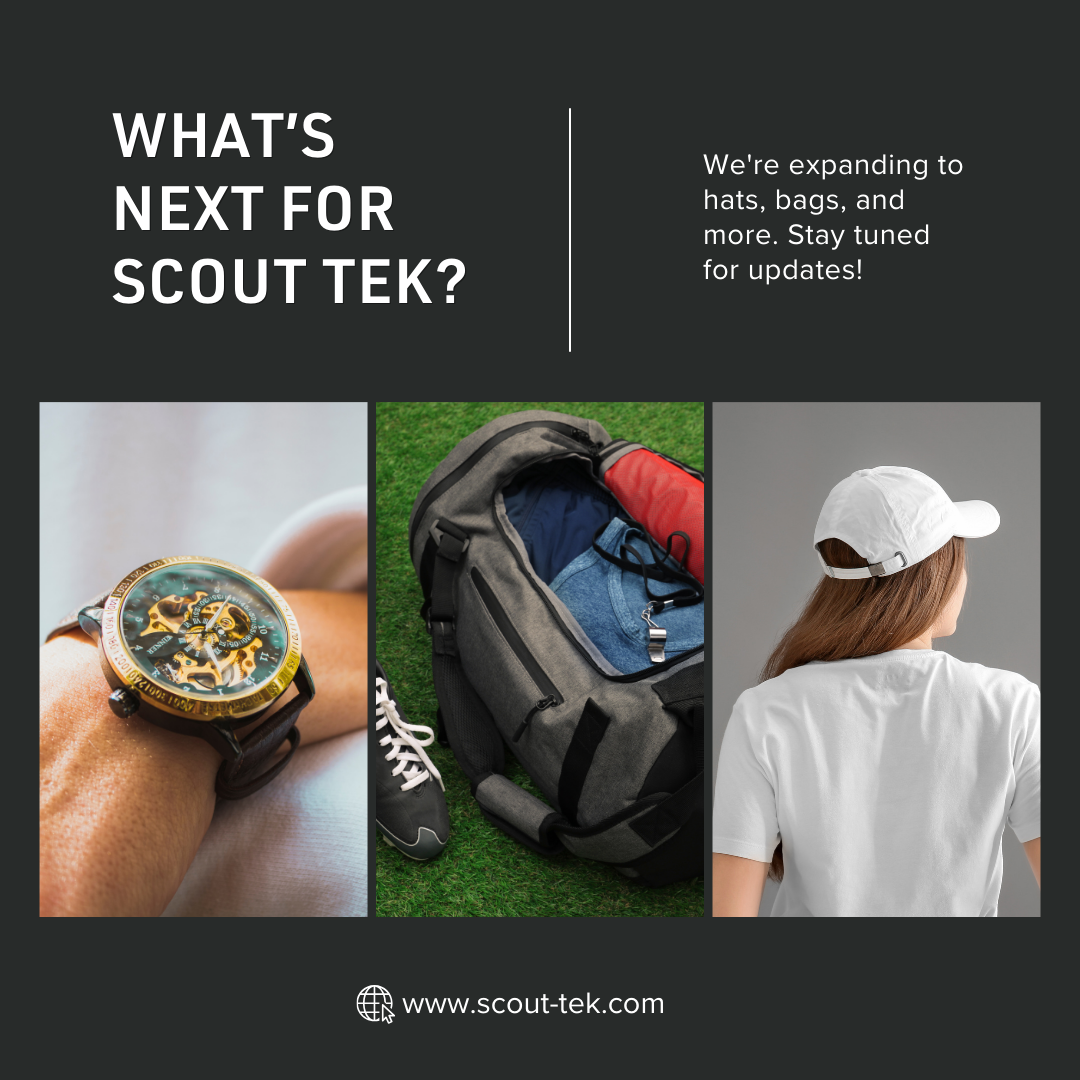 WHAT'S
NEXT FOR
SCOUT TEK?
We're expanding to
hats, bags, and
more. Stay tuned
for updates!
www.scout-tek.com